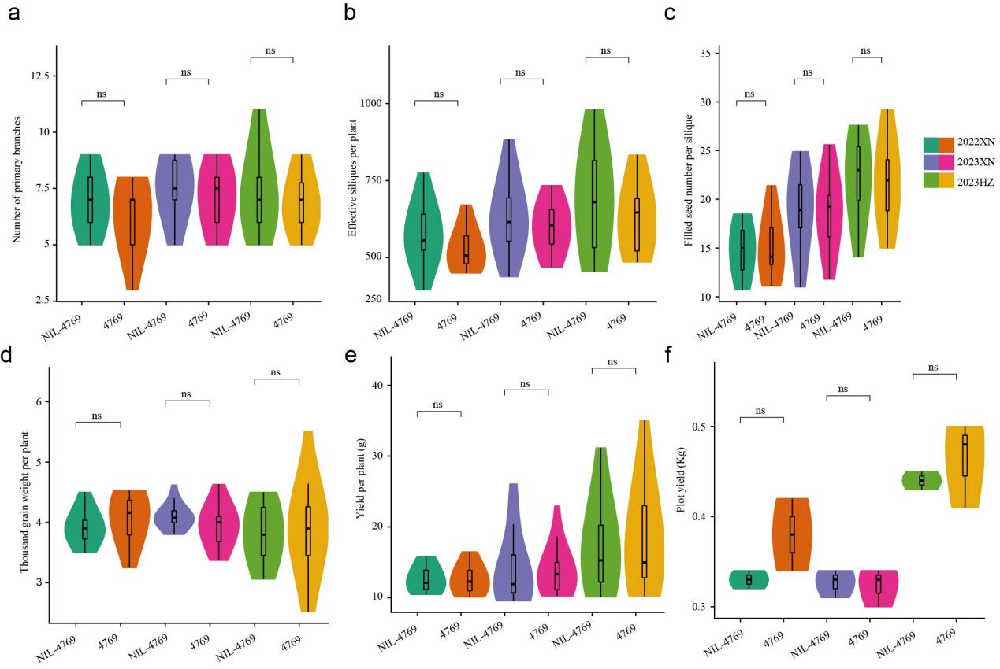 a
Number of primary branches
12.5
10
7.5
5
2.5
ns
ns
ns
NIL-4769
4769
NIL-4769
4769
NIL-4769
4769
b
Effective siliques per plant
1000
750
500
250
ns
ns
ns
NIL-4769
4769
NIL-4769
4769
NIL-4769
4769
c
Filled seed number per silique
35
30
25
20
15
10
ns
ns
ns
NIL-4769
4769
NIL-4769
4769
NIL-4769
4769
2022XN
2023XN
2023HZ
d
Thousand grain weight per plant
6
5
4
3
ns
ns
ns
NIL-4769
4769
NIL-4769
4769
NIL-4769
4769
e
Yield per plant (g)
40
30
20
10
ns
ns
ns
NIL-4769
4769
NIL-4769
4769
NIL-4769
4769
f
Plot yield (Kg)
0.5
0.4
0.3
ns
ns
ns
NIL-4769
4769
NIL-4769
4769
NIL-4769
4769